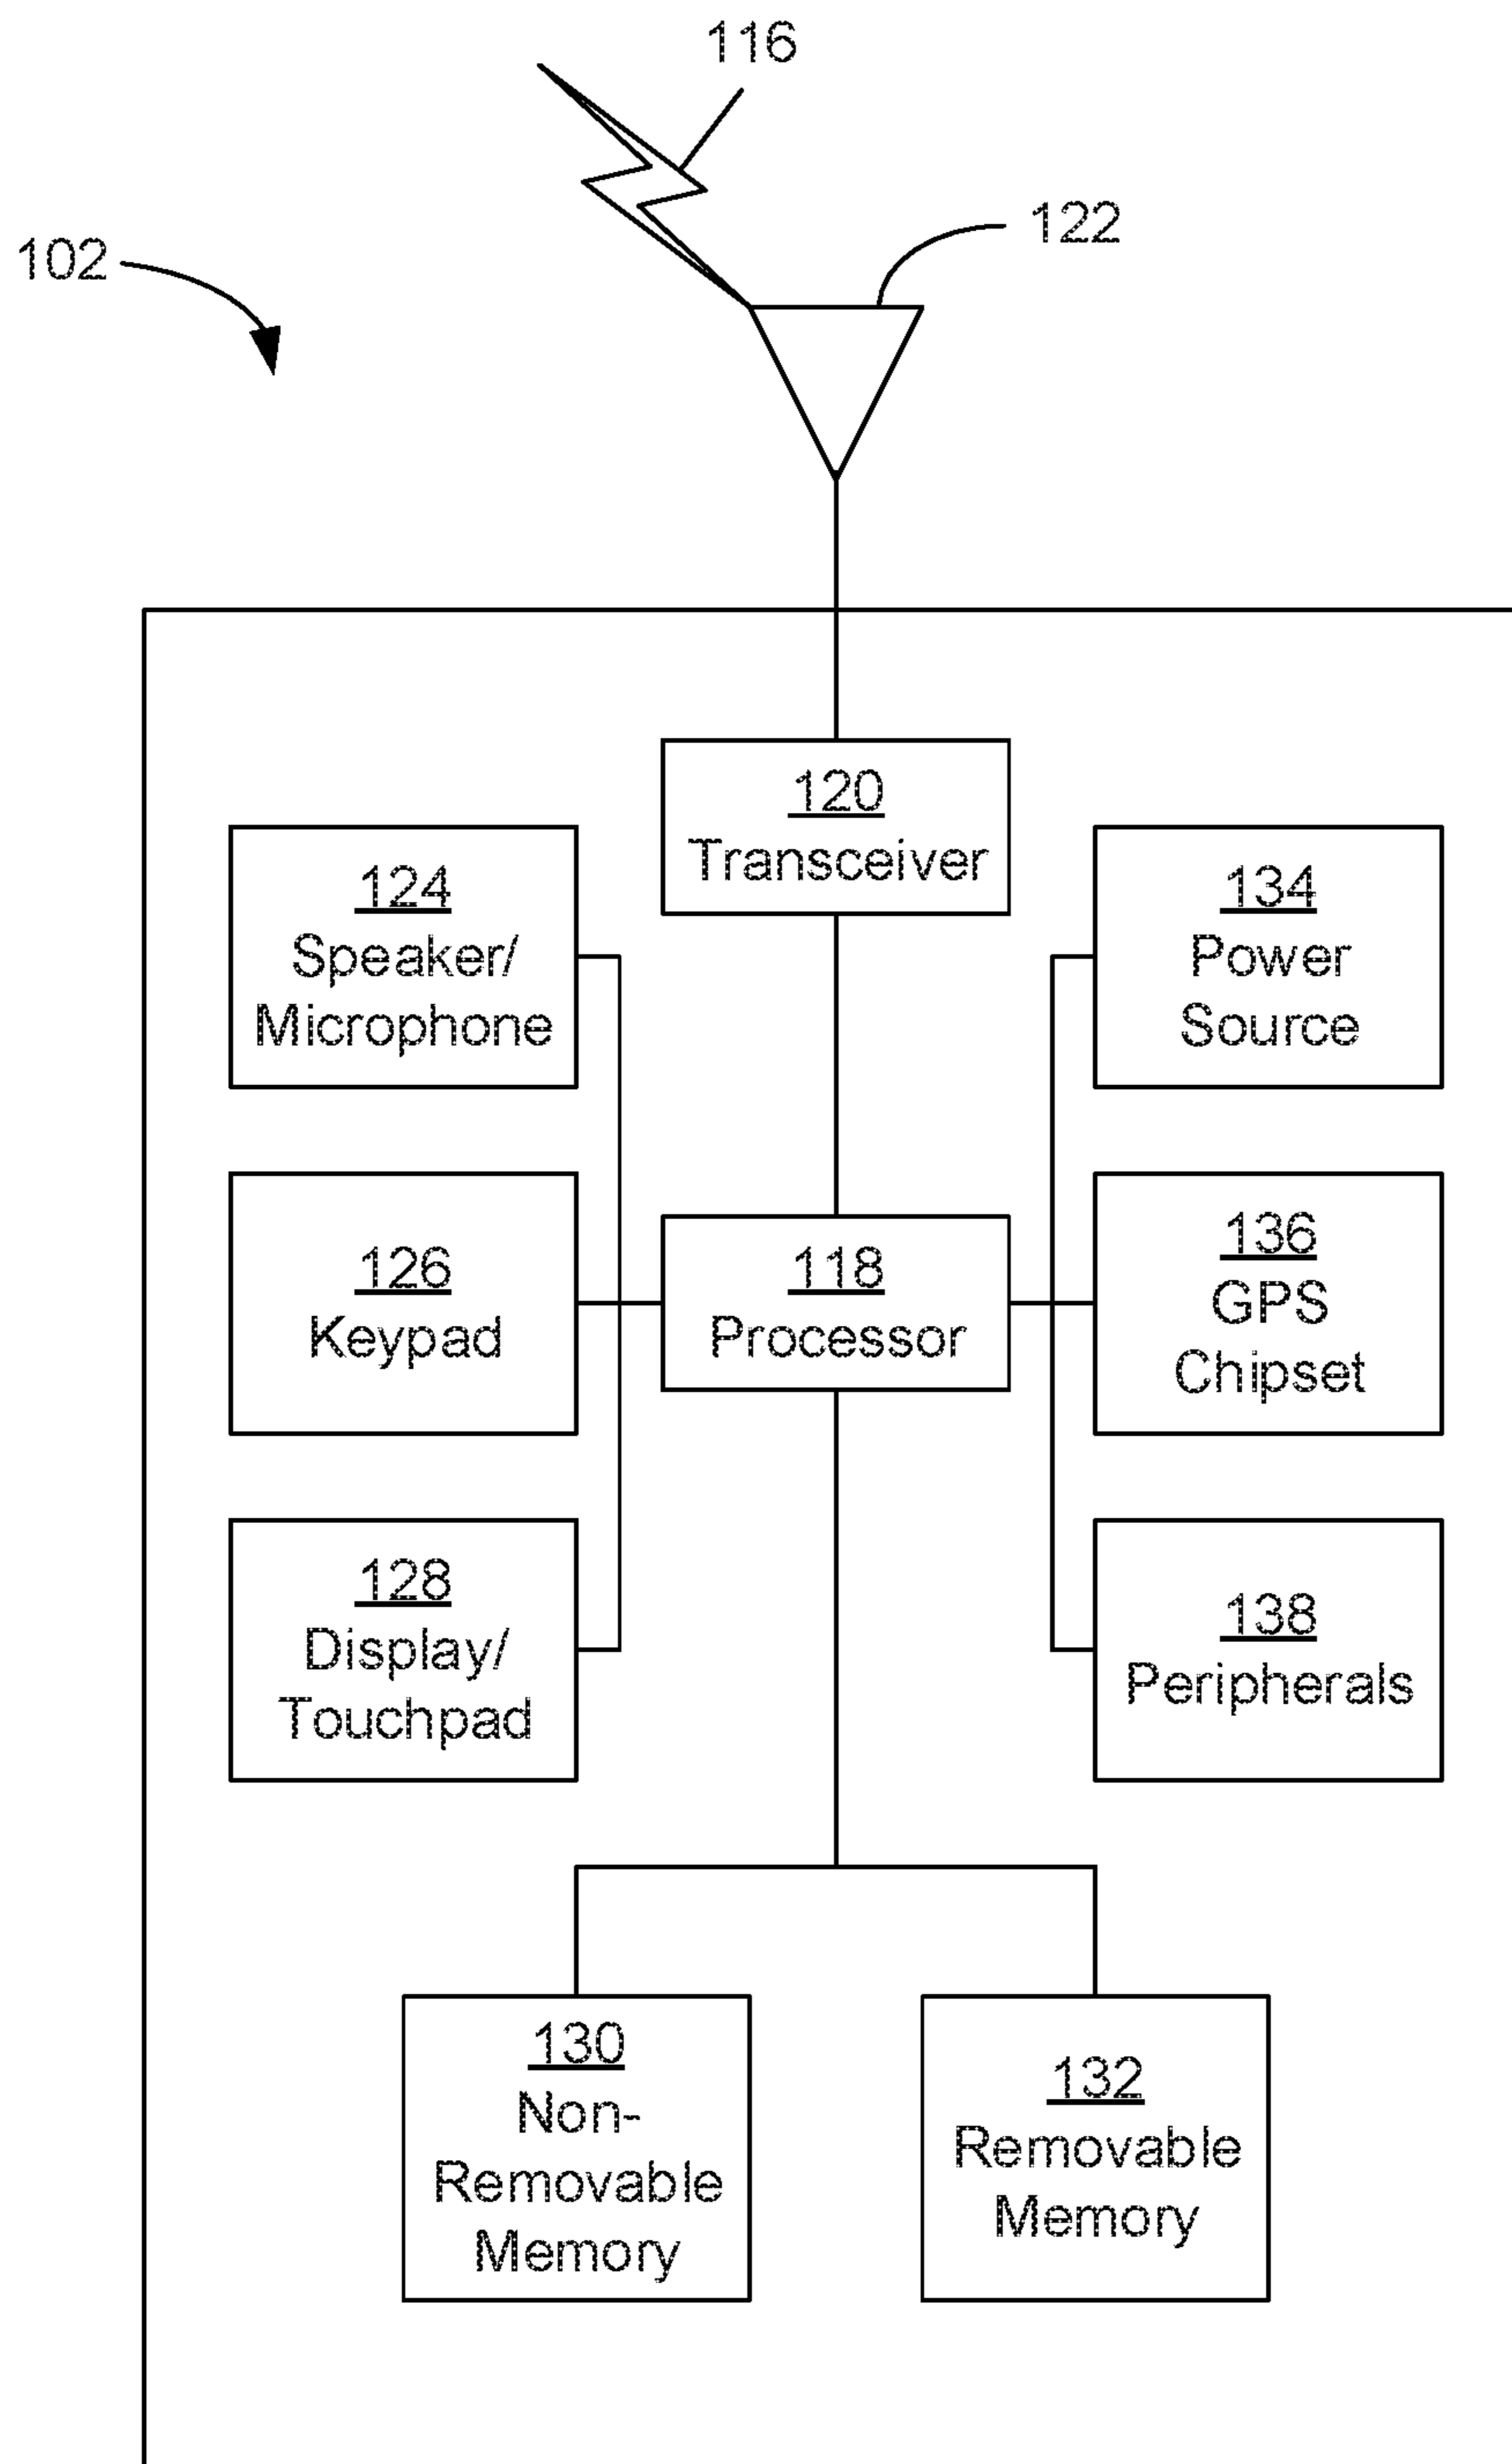 116
122
102
120
Transceiver
124
Speaker/
Microphone
134
Power
Source
126
Keypad
118
Processor
136
GPS
Chipset
128
Display/
Touchpad
138
Peripherals
130
Non-
Removable
Memory
132
Removable
Memory